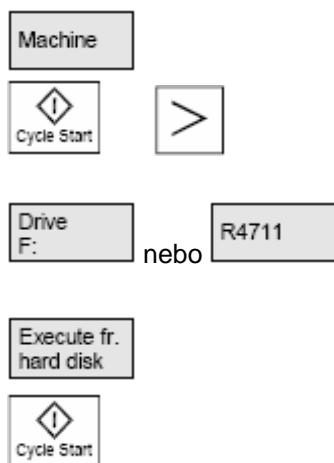 Machine
Cycle Start
>
Drive
F:
nebo
R4711
Execute fr.
hard disk
Cycle Start